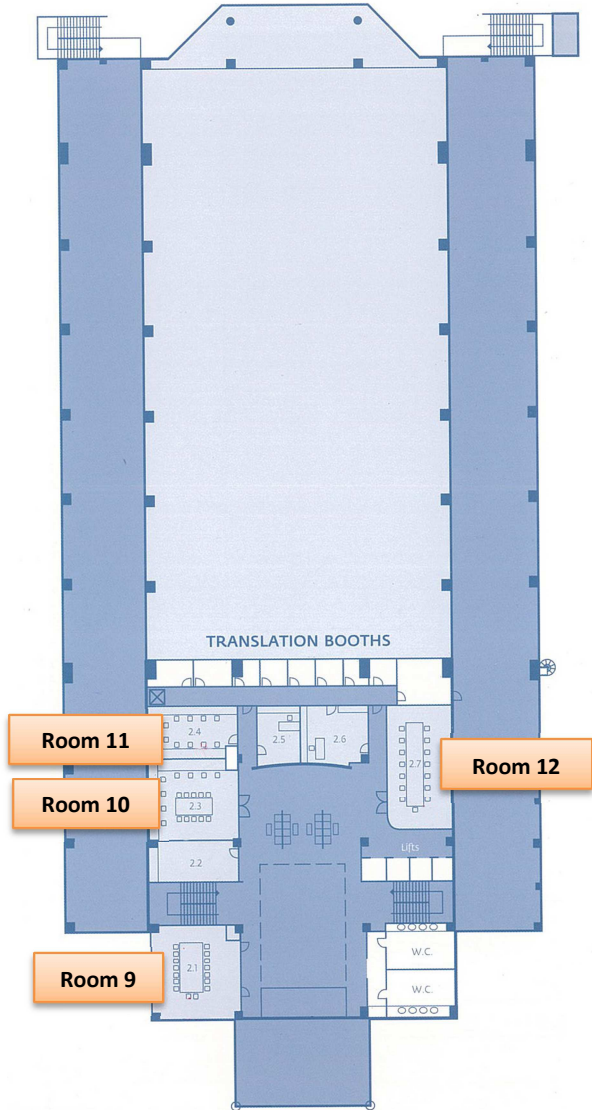 TRANSLATION BOOTHS
Room 11
2.4
2.5
2.6
2.7
Room 12
Room 10
2.3
2.2
Lifts
Room 9
2.1
W.C.
W.C.